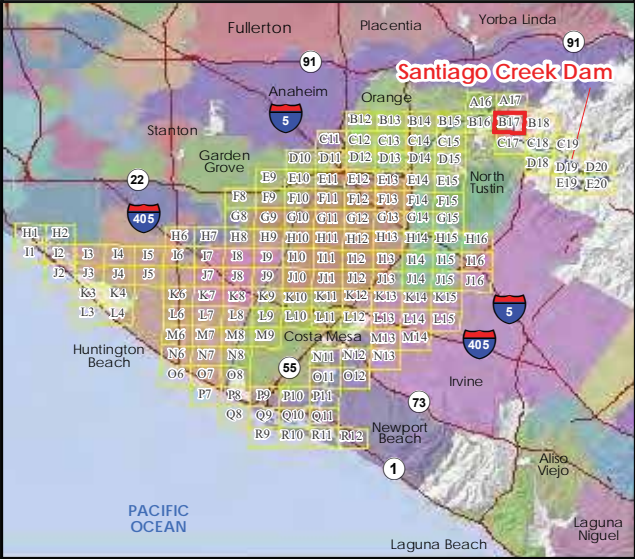 Yorba Linda
Placentia
Fullerton
91
91
Santiago Creek Dam
Anaheim
Orange
5
A16 A17
B12 B13 B14 B15 B16 B17 B18
Stanton
C11 C12 C13 C14 C15 C17 C18 C19
Garden
Grove
D10 D11 D12 D13 D14 D15 D18 D19 D20
E9 E10 E11 E12 E13 E14 E15 E19 E20
North
Tustin
22
F8 F9 F10 F11 F12 F13 F14 F15
405
G8 G9 G10 G11 G12 G13 G14 G15
H1 H2 H6 H7 H8 H9 H10 H11 H12 H13 H14 H15 H16
I1 I2 I3 I4 I5 I6 I7 I8 I9 I10 I11 I12 I13 I14 I15 I16
J2 J3 J4 J5 J7 J8 J9 J10 J11 J12 J13 J14 J15 J16
K3 K4 K6 K7 K8 K9 K10 K11 K12 K13 K14 K15
L3 L4 L6 L7 L8 L9 L10 L11 L12 L13 L14 L15
5
M6 M7 M8 M9 Costa Mesa M13 M14
405
Huntington
Beach
N6 N7 N8 N11 N12 N13
55
O6 O7 O8 O11 O12
Irvine
P7 P8 P9 P10 P11
73
Q8 Q9 Q10 Q11
Newport
Beach
R9 R10 R11 R12
1
Aliso
Viejo
PACIFIC
OCEAN
Laguna
Niguel
Laguna Beach